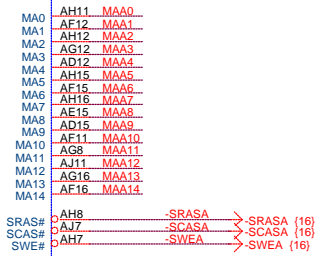 MA0 AH11 MAA0
MA1 AF12 MAA1
MA2 AH12 MAA2
MA3 AG12 MAA3
MA4 AD12 MAA4
MA5 AH15 MAA5
MA6 AF15 MAA6
MA7 AH16 MAA7
MA8 AE15 MAA8
MA9 AD15 MAA9
MA10 AF11 MAA10
MA11 AG8 MAA11
MA12 AJ11 MAA12
MA13 AG16 MAA13
MA14 AF16 MAA14
SRAS# AH8 -SRASA -SRASA {16}
SCAS# AJ7 -SCASA -SCASA {16}
SWE# AH7 -SWEA -SWEA {16}